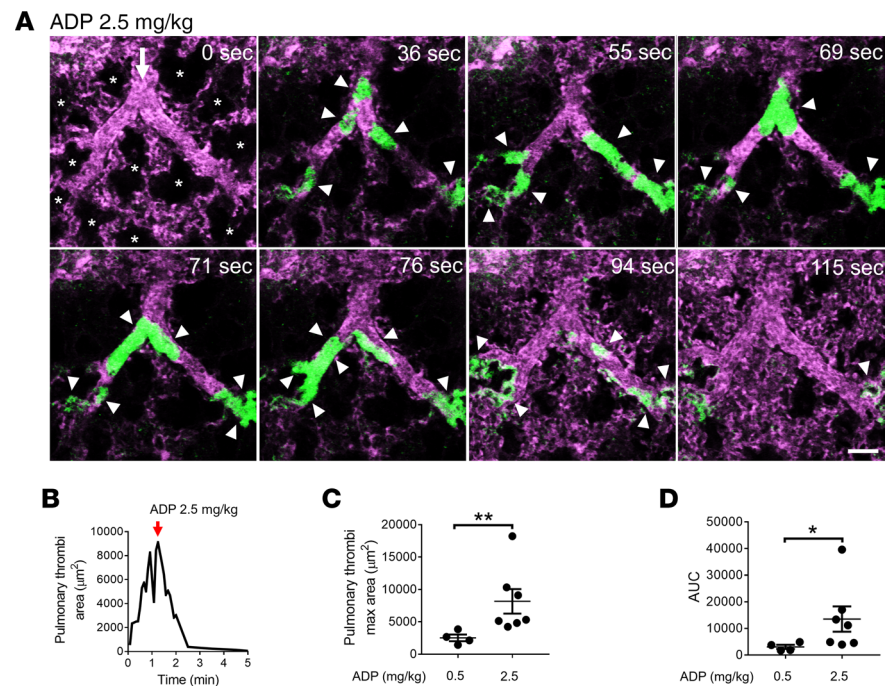 A ADP 2.5 mg/kg
0 sec 36 sec 55 sec 69 sec
* * * * * * * * * * * * *
71 sec 76 sec 94 sec 115 sec
B
ADP 2.5 mg/kg
Pulmonary thrombi
area (μm²)
10000
8000
6000
4000
2000
0
0 1 2 3 4 5
Time (min)
C
Pulmonary thrombi
max area (μm²)
20000
15000
10000
5000
0
**
ADP (mg/kg) 0.5 2.5
D
AUC
50000
40000
30000
20000
10000
0
*
ADP (mg/kg) 0.5 2.5